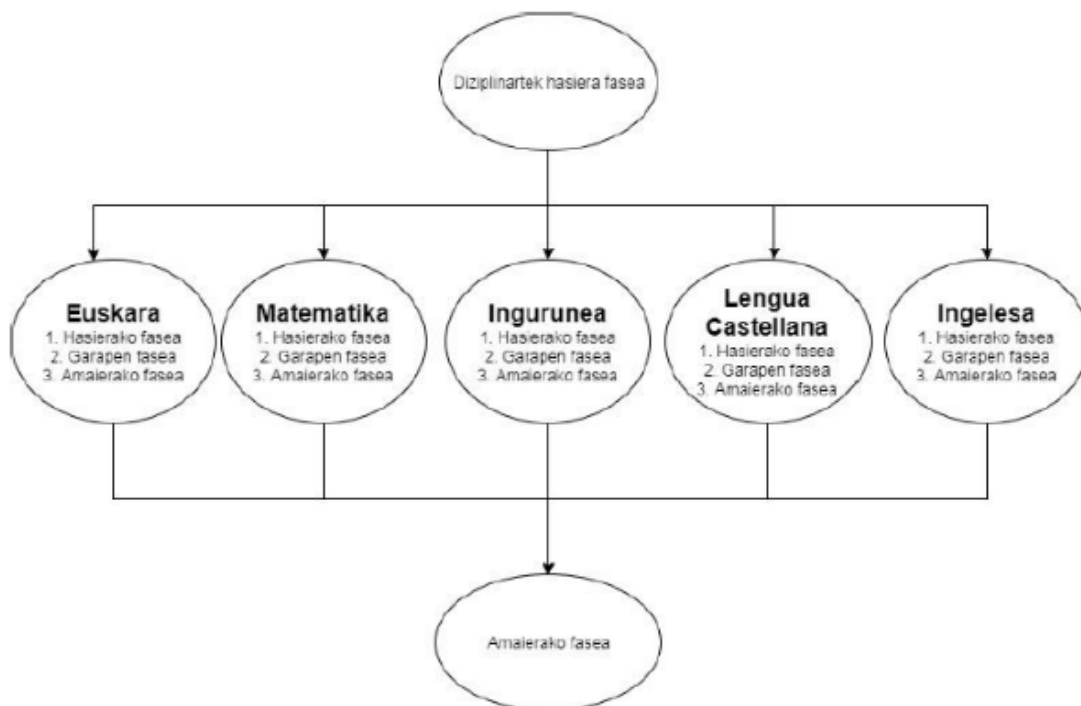 Diziplinartek hasiera fasea
Euskara
1. Hasierako fasea
2. Garapen fasea
3. Amaierako fasea
Matematika
1. Hasierako fasea
2. Garapen fasea
3. Amaierako fasea
Ingurunea
1. Hasierako fasea
2. Garapen fasea
3. Amaierako fasea
Lengua
Castellana
1. Hasierako fasea
2. Garapen fasea
3. Amaierako fasea
Ingelesa
1. Hasierako fasea
2. Garapen fasea
3. Amaierako fasea
Amaierako fasea